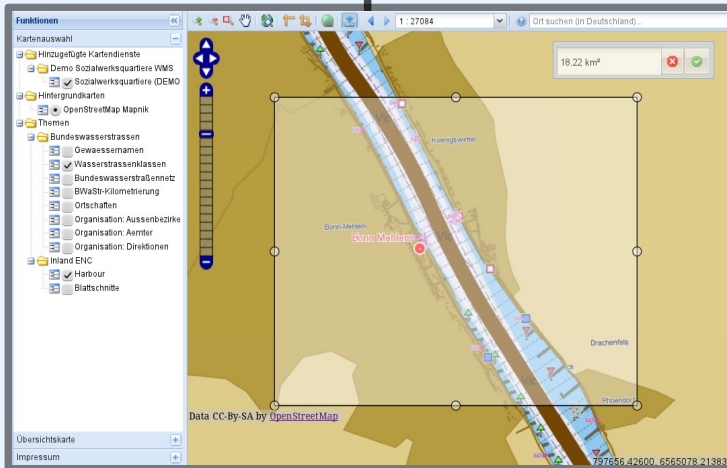 Funktionen
1 : 27084
Ort suchen (in Deutschland)...
Kartenauswahl
Hinzugefügte Kartendienste
Demo Sozialwerksquartiere WMS
Sozialwerksquartiere (DEMO
Hintergrundkarten
OpenStreetMap Mapnik
Themen
Bundeswasserstrassen
Gewaessernamen
Wasserstrassenklassen
Bundeswasserstraßennetz
BWaStr-Kilometrierung
Ortschaften
Organisation: Aussenbezirke
Organisation: Aemter
Organisation: Direktionen
Inland ENC
Harbour
Blattschnitte
Übersichtskarte
Impressum
18.22 km²
VIc
Koenigswinter
Bonn-Mehlem
Bonn Mehlem
VIc
Drachenfels
VIc
Data CC-By-SA by OpenStreetMap
797656.42600, 6565078.21383